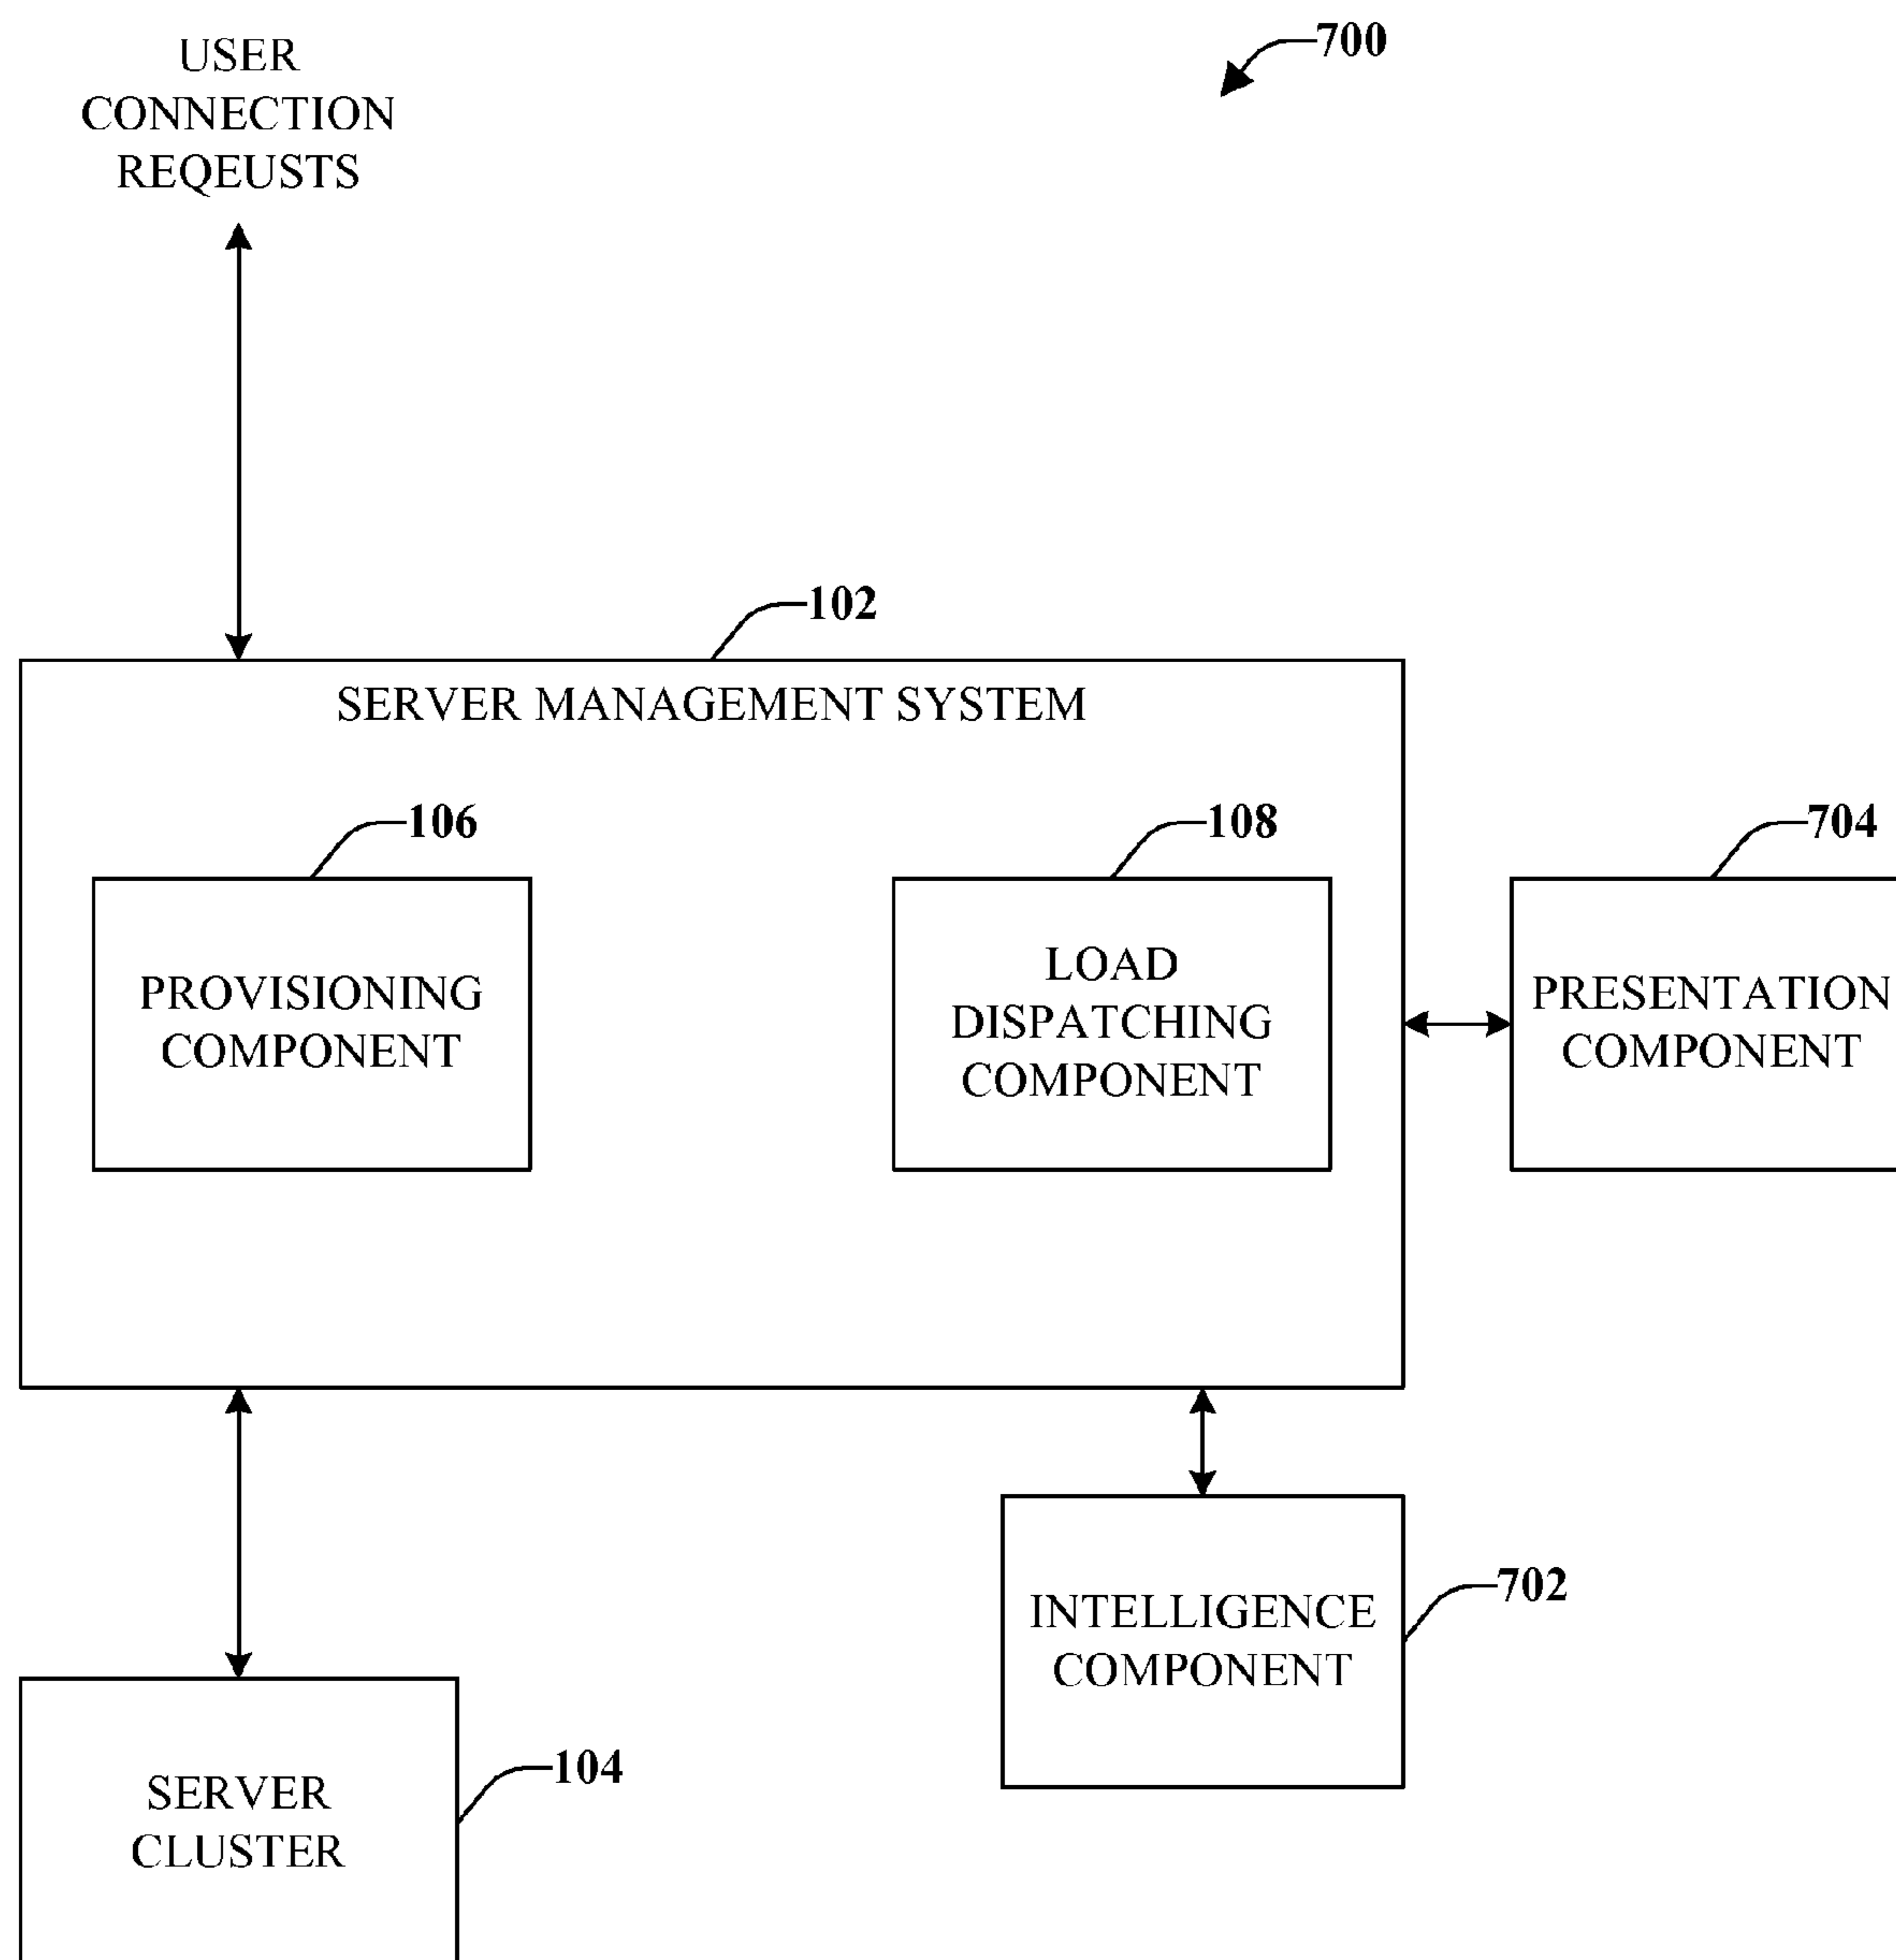 700
USER
CONNECTION
REQEUSTS
102
SERVER MANAGEMENT SYSTEM
106
108
704
PROVISIONING
COMPONENT
LOAD
DISPATCHING
COMPONENT
PRESENTATION
COMPONENT
702
INTELLIGENCE
COMPONENT
104
SERVER
CLUSTER